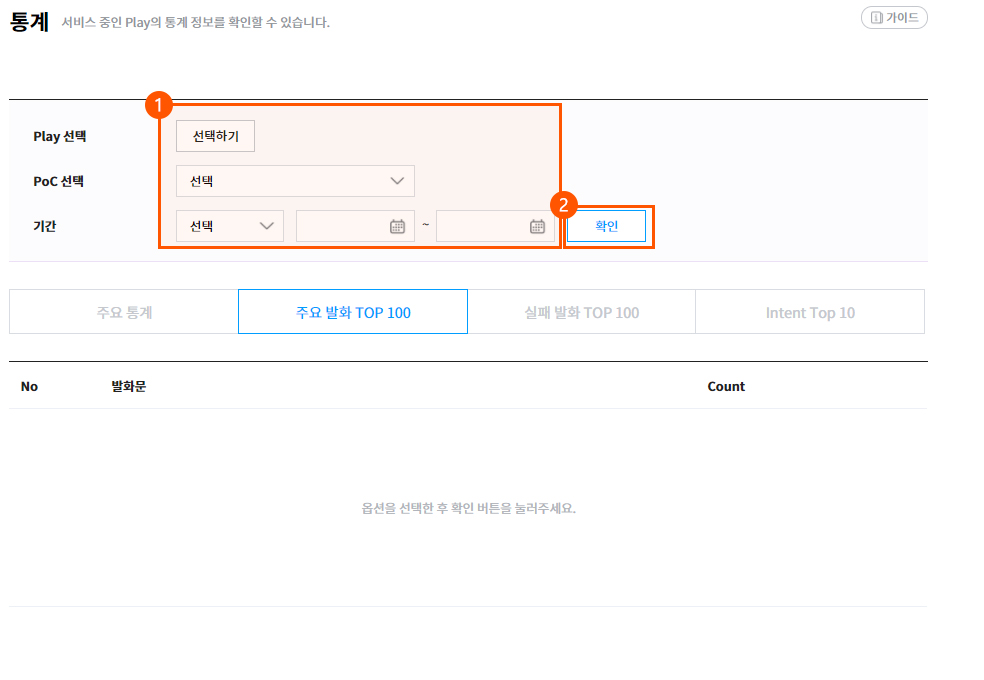 통계 서비스 중인 Play의 통계 정보를 확인할 수 있습니다. 가이드
1
Play 선택 선택하기
PoC 선택 선택
2
기간 선택 ~ 확인
주요 통계 주요 발화 TOP 100 실패 발화 TOP 100 Intent Top 10
No 발화문 Count
옵션을 선택한 후 확인 버튼을 눌러주세요.